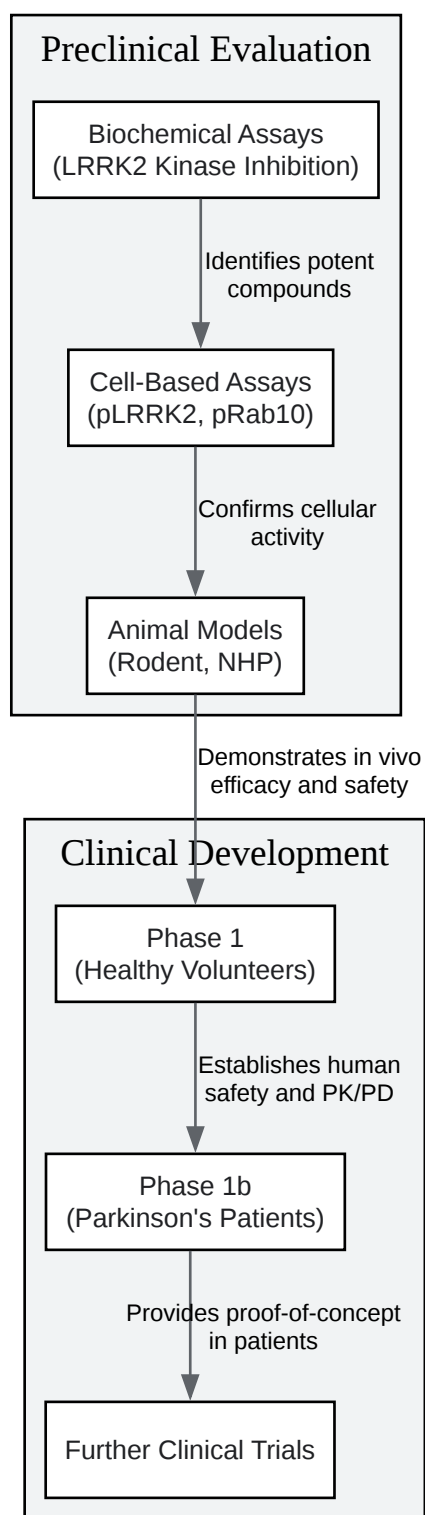 Preclinical Evaluation
Biochemical Assays
(LRRK2 Kinase Inhibition)
Identifies potent
compounds
Cell-Based Assays
(pLRRK2, pRab10)
Confirms cellular
activity
Animal Models
(Rodent, NHP)
Demonstrates in vivo
efficacy and safety
Clinical Development
Phase 1
(Healthy Volunteers)
Establishes human
safety and PK/PD
Phase 1b
(Parkinson's Patients)
Provides proof-of-concept
in patients
Further Clinical Trials